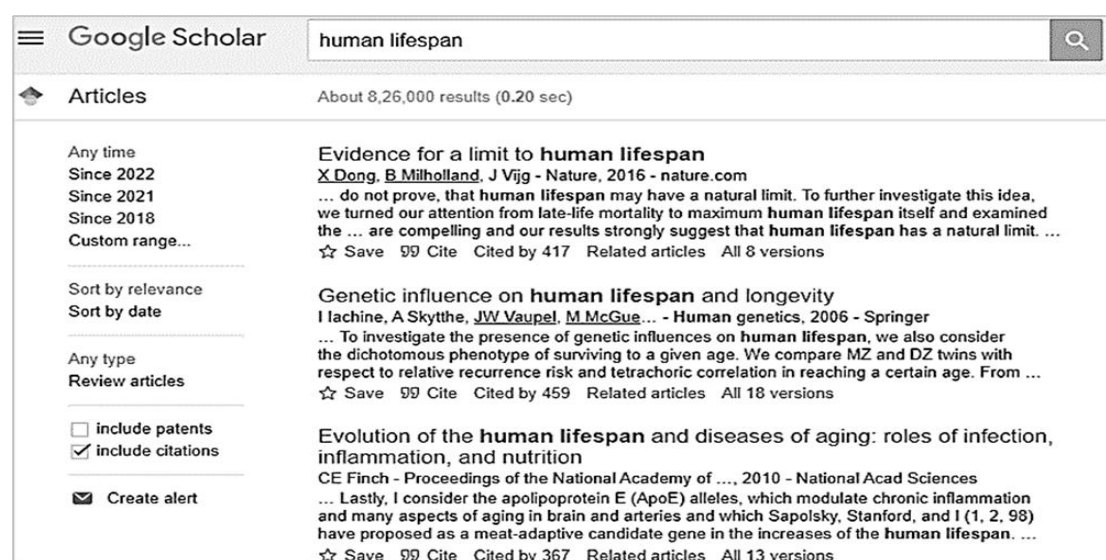 Google Scholar
human lifespan
Articles
About 8,26,000 results (0.20 sec)
Any time
Since 2022
Since 2021
Since 2018
Custom range...
Sort by relevance
Sort by date
Any type
Review articles
include patents
include citations
Create alert
Evidence for a limit to human lifespan
X Dong, B Milholland, J Vijg - Nature, 2016 - nature.com
... do not prove, that human lifespan may have a natural limit. To further investigate this idea,
we turned our attention from late-life mortality to maximum human lifespan itself and examined
the ... are compelling and our results strongly suggest that human lifespan has a natural limit. ...
Save Cite Cited by 417 Related articles All 8 versions
Genetic influence on human lifespan and longevity
I Iachine, A Skytthe, JW Vaupel, M McGue... - Human genetics, 2006 - Springer
... To investigate the presence of genetic influences on human lifespan, we also consider
the dichotomous phenotype of surviving to a given age. We compare MZ and DZ twins with
respect to relative recurrence risk and tetrachoric correlation in reaching a certain age. From ...
Save Cite Cited by 459 Related articles All 18 versions
Evolution of the human lifespan and diseases of aging: roles of infection,
inflammation, and nutrition
CE Finch - Proceedings of the National Academy of ..., 2010 - National Acad Sciences
... Lastly, I consider the apolipoprotein E (ApoE) alleles, which modulate chronic inflammation
and many aspects of aging in brain and arteries and which Sapolsky, Stanford, and I (1, 2, 98)
have proposed as a meat-adaptive candidate gene in the increases of the human lifespan. ...
Save Cite Cited by 367 Related articles All 13 versions